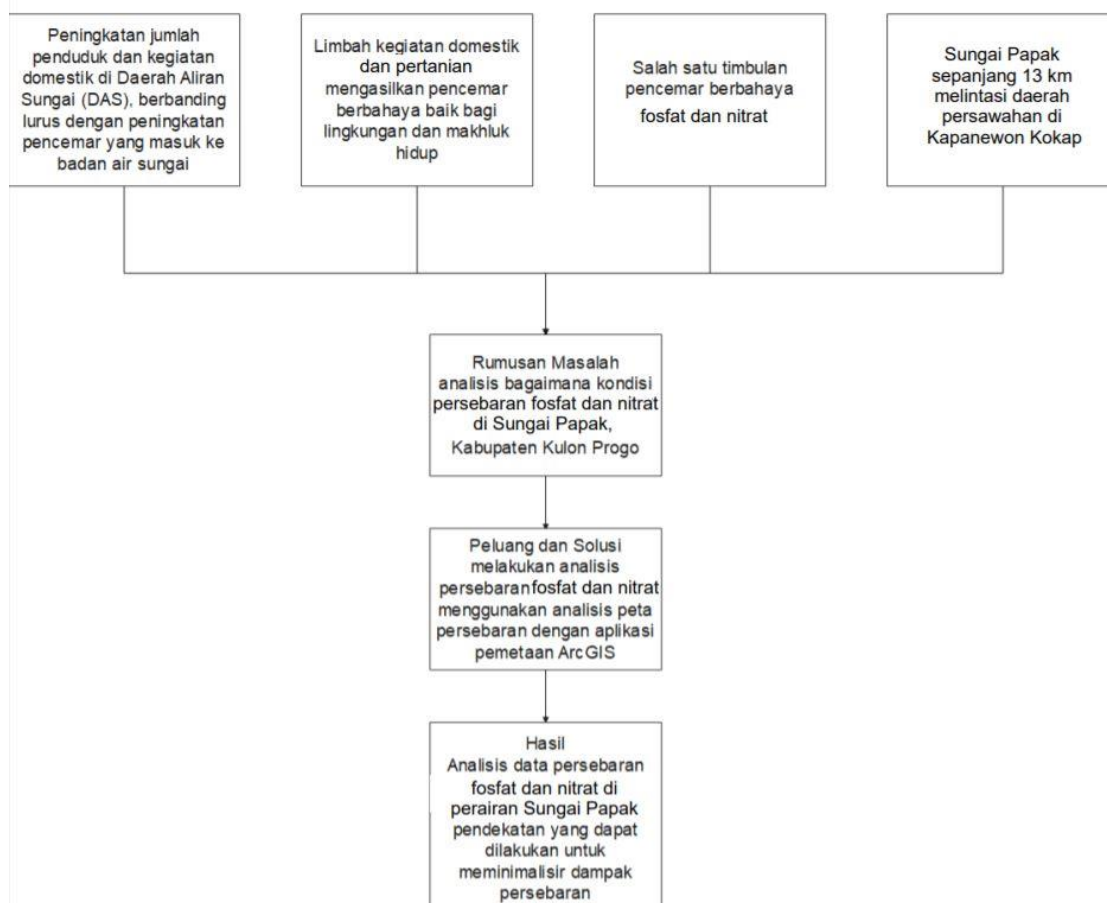 Peningkatan jumlah
penduduk dan kegiatan
domestik di Daerah Aliran
Sungai (DAS), berbanding
lurus dengan peningkatan
pencemar yang masuk ke
badan air sungai
Limbah kegiatan domestik
dan pertanian
mengasilkan pencemar
berbahaya baik bagi
lingkungan dan makhluk
hidup
Salah satu timbulan
pencemar berbahaya
fosfat dan nitrat
Sungai Papak
sepanjang 13 km
melintasi daerah
persawahan di
Kapanewon Kokap
Rumusan Masalah
analisis bagaimana kondisi
persebaran fosfat dan nitrat
di Sungai Papak,
Kabupaten Kulon Progo
Peluang dan Solusi
melakukan analisis
persebaran fosfat dan nitrat
menggunakan analisis peta
persebaran dengan aplikasi
pemetaan ArcGIS
Hasil
Analisis data persebaran
fosfat dan nitrat di
perairan Sungai Papak
pendekatan yang dapat
dilakukan untuk
meminimalisir dampak
persebaran